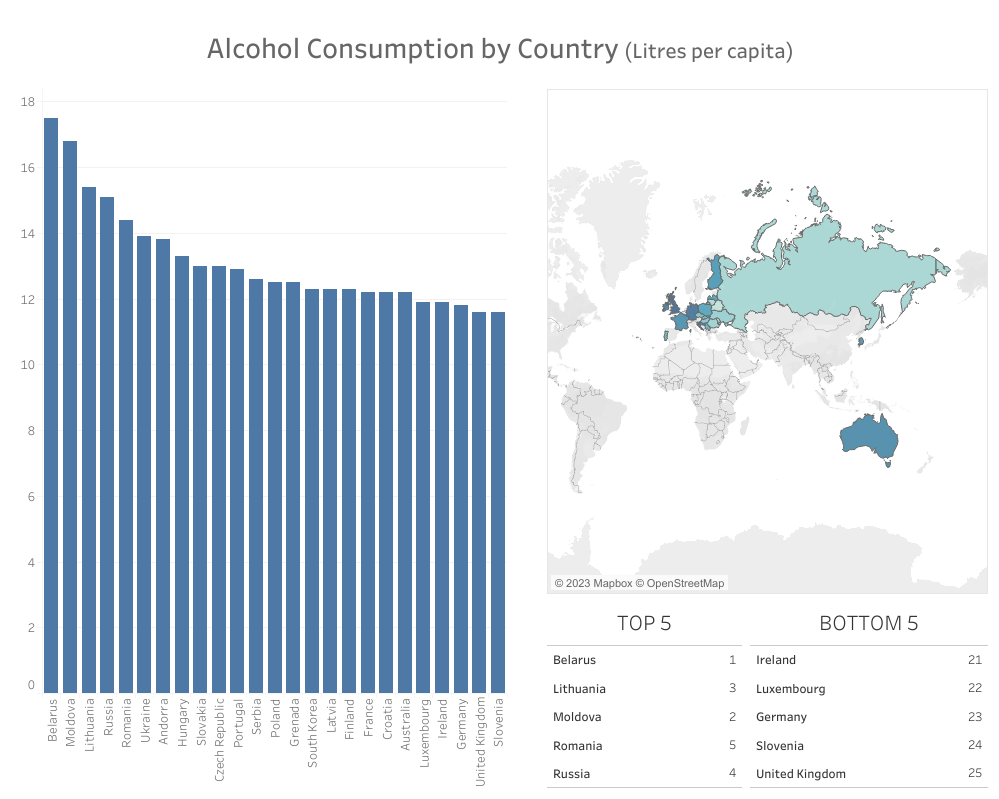 Alcohol Consumption by Country (Litres per capita)
18
16
14
12
10
8
6
4
2
0
Belarus
Moldova
Lithuania
Russia
Romania
Ukraine
Andorra
Hungary
Slovakia
Czech Republic
Portugal
Serbia
Poland
Grenada
South Korea
Latvia
Finland
France
Croatia
Australia
Luxembourg
Ireland
Germany
United Kingdom
Slovenia
© 2023 Mapbox © OpenStreetMap
TOP 5
Belarus 1
Lithuania 3
Moldova 2
Romania 5
Russia 4
BOTTOM 5
Ireland 21
Luxembourg 22
Germany 23
Slovenia 24
United Kingdom 25